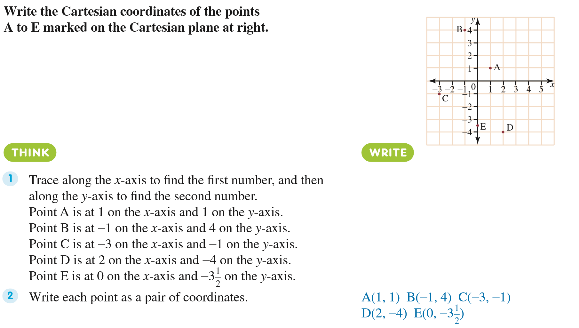 Write the Cartesian coordinates of the points
A to E marked on the Cartesian plane at right.
y
B 4
3
2
1 A
−3 −2 −1 0 1 2 3 4 5 x
C −1
−2
−3
E D
−4
THINK WRITE
1 Trace along the x-axis to find the first number, and then
along the y-axis to find the second number.
Point A is at 1 on the x-axis and 1 on the y-axis.
Point B is at −1 on the x-axis and 4 on the y-axis.
Point C is at −3 on the x-axis and −1 on the y-axis.
Point D is at 2 on the x-axis and −4 on the y-axis.
Point E is at 0 on the x-axis and −3 1/2 on the y-axis.
2 Write each point as a pair of coordinates. A(1, 1) B(−1, 4) C(−3, −1)
D(2, −4) E(0, −3 1/2)